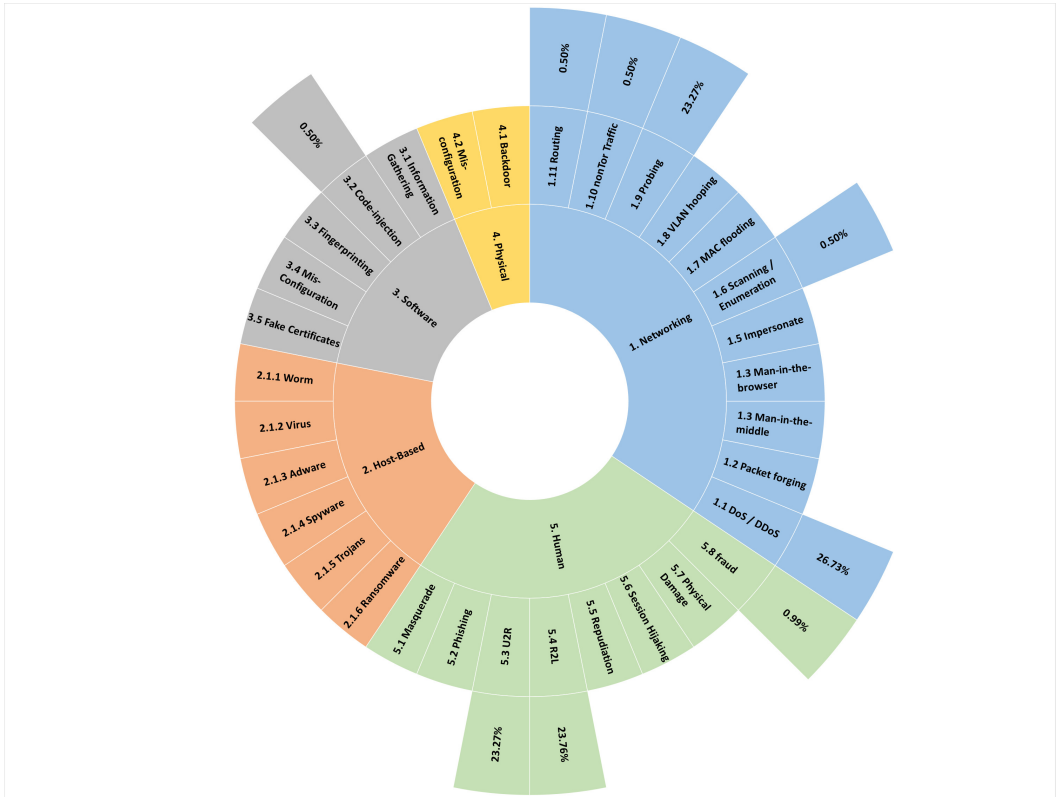 0.50%
0.50%
23.27%
1.11 Routing
1.10 nonTor Traffic
1.9 Probing
1.8 VLAN hooping
1.7 MAC flooding
1.6 Scanning /
Enumeration
0.50%
1.5 Impersonate
1.3 Man-in-the-
browser
1.3 Man-in-the-
middle
1.2 Packet forging
1.1 DoS / DDoS
26.73%
1. Networking
5.8 fraud
0.99%
5.7 Physical
Damage
5.6 Session Hijaking
5.5 Repudiation
5.4 R2L
23.76%
5.3 U2R
23.27%
5.2 Phishing
5.1 Masquerade
5. Human
2.1.6 Ransomware
2.1.5 Trojans
2.1.4 Spyware
2.1.3 Adware
2.1.2 Virus
2.1.1 Worm
2. Host-Based
3.5 Fake Certificates
3.4 Mis-
Configuration
3.3 Fingerprinting
3.2 Code-injection
0.50%
3.1 Information
Gathering
3. Software
4.2 Mis-
configuration
4.1 Backdoor
4. Physical